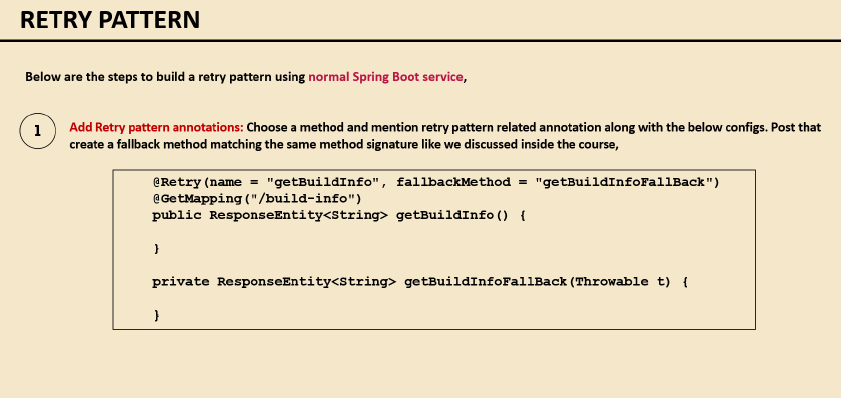 RETRY PATTERN
Below are the steps to build a retry pattern using normal Spring Boot service,
1
Add Retry pattern annotations: Choose a method and mention retry pattern related annotation along with the below configs. Post that
create a fallback method matching the same method signature like we discussed inside the course,
@Retry(name = "getBuildInfo", fallbackMethod = "getBuildInfoFallBack")
@GetMapping("/build-info")
public ResponseEntity<String> getBuildInfo() {
}
private ResponseEntity<String> getBuildInfoFallBack(Throwable t) {
}